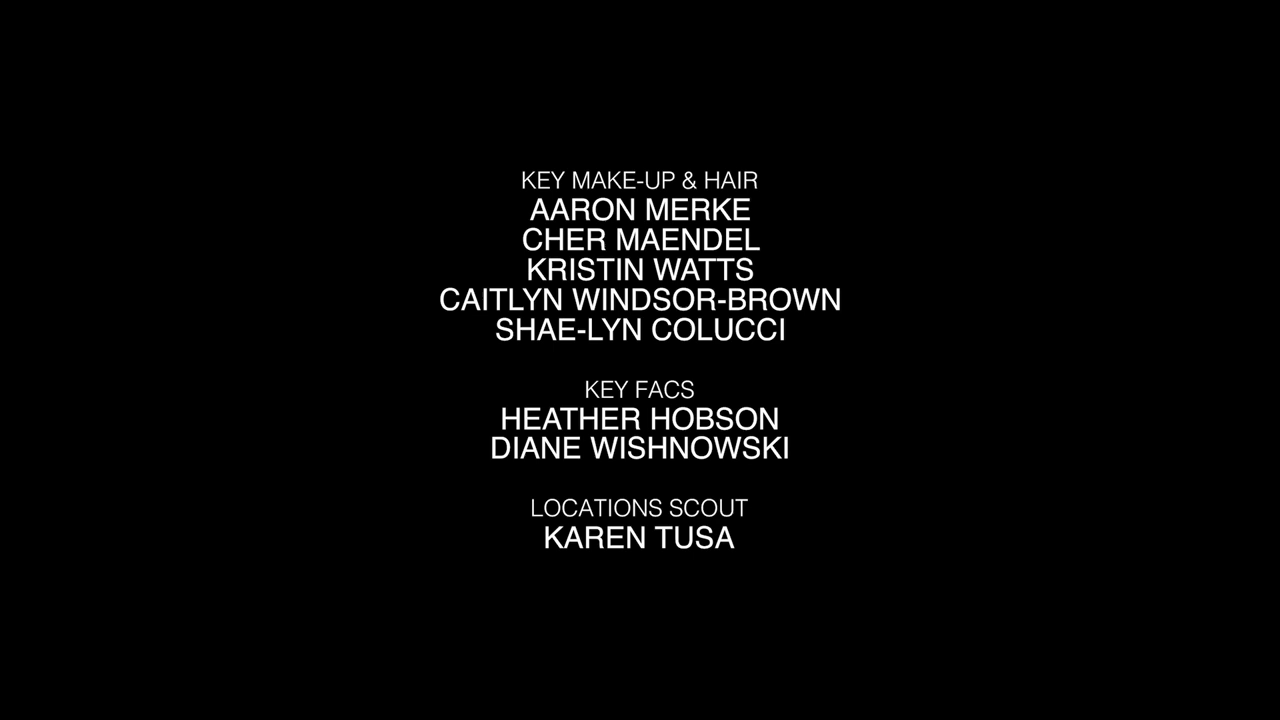 KEY MAKE-UP & HAIR
AARON MERKE
CHER MAENDEL
KRISTIN WATTS
CAITLYN WINDSOR-BROWN
SHAE-LYN COLUCCI
KEY FACS
HEATHER HOBSON
DIANE WISHNOWSKI
LOCATIONS SCOUT
KAREN TUSA